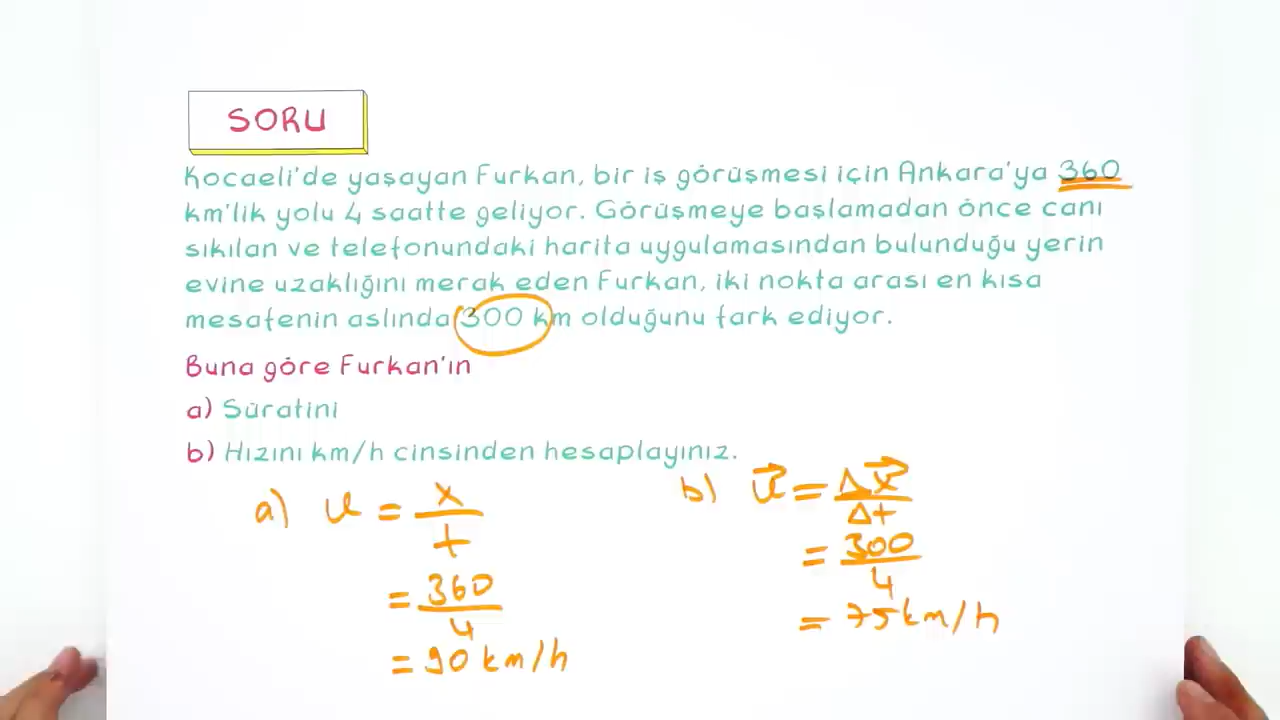 SORU
Kocaeli'de yaşayan Furkan, bir iş görüşmesi için Ankara'ya 360
km'lik yolu 4 saatte geliyor. Görüşmeye başlamadan önce canı
sıkılan ve telefonundaki harita uygulamasından bulunduğu yerin
evine uzaklığını merak eden Furkan, iki nokta arası en kısa
mesafenin aslında 300 km olduğunu fark ediyor.
Buna göre Furkan'ın
a) Süratini
b) Hızını km/h cinsinden hesaplayınız.
a) v = x/t
= 360/4
= 90 km/h
b) v⃗ = Δx⃗/Δt
= 300/4
= 75 km/h